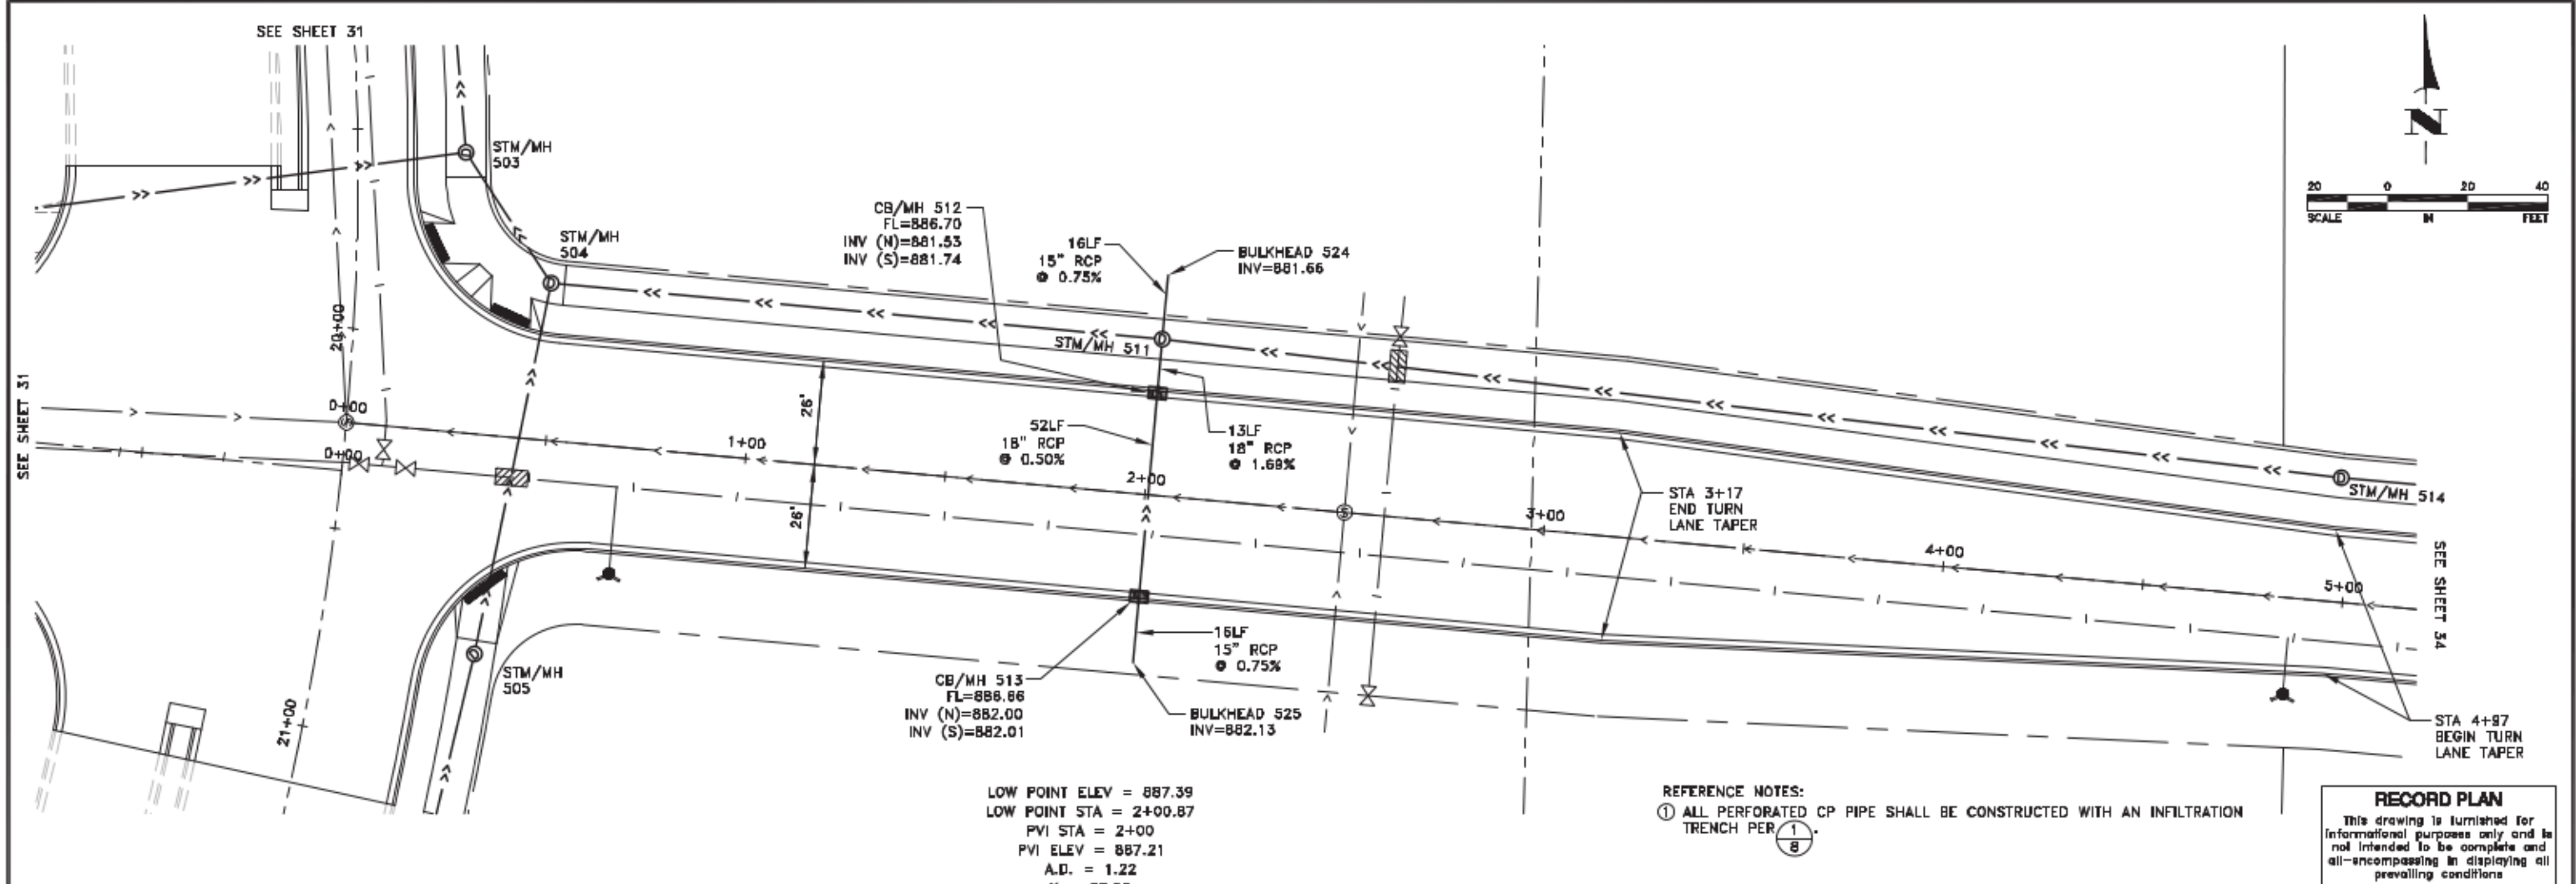 SEE SHEET 31
STM/MH
503
STM/MH
504
20+00
SEE SHEET 31
0+00
0+00
1+00
26'
26'
CB/MH 512
FL=886.70
INV (N)=881.53
INV (S)=881.74
16LF
15" RCP
@ 0.75%
BULKHEAD 524
INV=881.66
STM/MH 511
52LF
18" RCP
@ 0.50%
13LF
18" RCP
@ 1.69%
2+00
S
3+00
STA 3+17
END TURN
LANE TAPER
4+00
5+00
STM/MH 514
SEE SHEET 34
N
20 0 20 40
SCALE IN FEET
STM/MH
505
21+00
16LF
15" RCP
@ 0.75%
CB/MH 513
FL=886.66
INV (N)=882.00
INV (S)=882.01
BULKHEAD 525
INV=882.13
STA 4+97
BEGIN TURN
LANE TAPER
LOW POINT ELEV = 887.39
LOW POINT STA = 2+00.87
PVI STA = 2+00
PVI ELEV = 887.21
A.D. = 1.22
REFERENCE NOTES:
1 ALL PERFORATED CP PIPE SHALL BE CONSTRUCTED WITH AN INFILTRATION
TRENCH PER 1/8.
RECORD PLAN
This drawing is furnished for
informational purposes only and is
not intended to be complete and
all-encompassing in displaying all
prevailing conditions